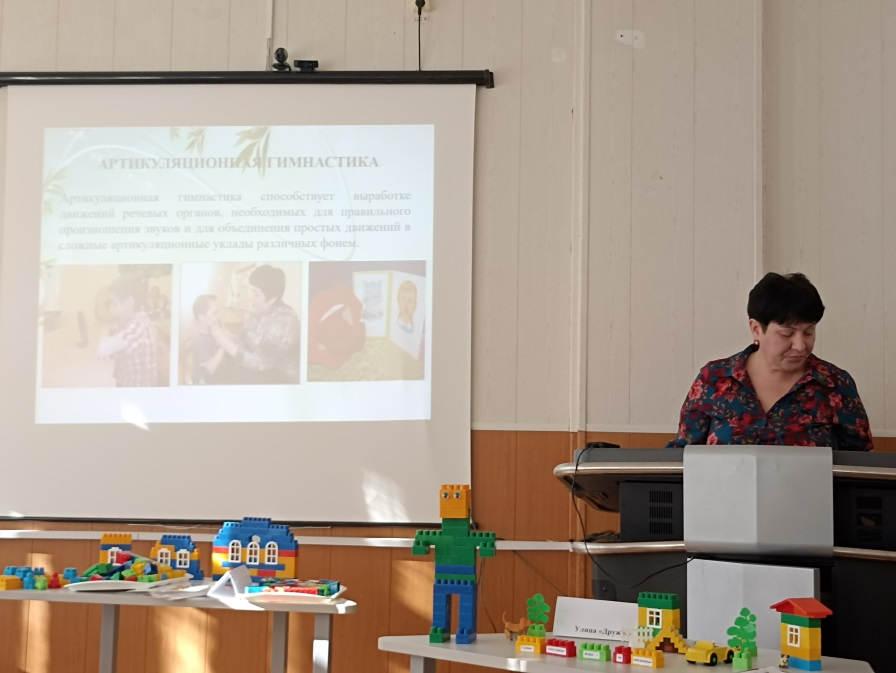 АРТИКУЛЯЦИОННАЯ ГИМНАСТИКА
Артикуляционная гимнастика способствует выработке
движений речевых органов, необходимых для правильного
произношения звуков и для объединения простых движений в
сложные артикуляционные уклады различных фонем.
Улица «Друж